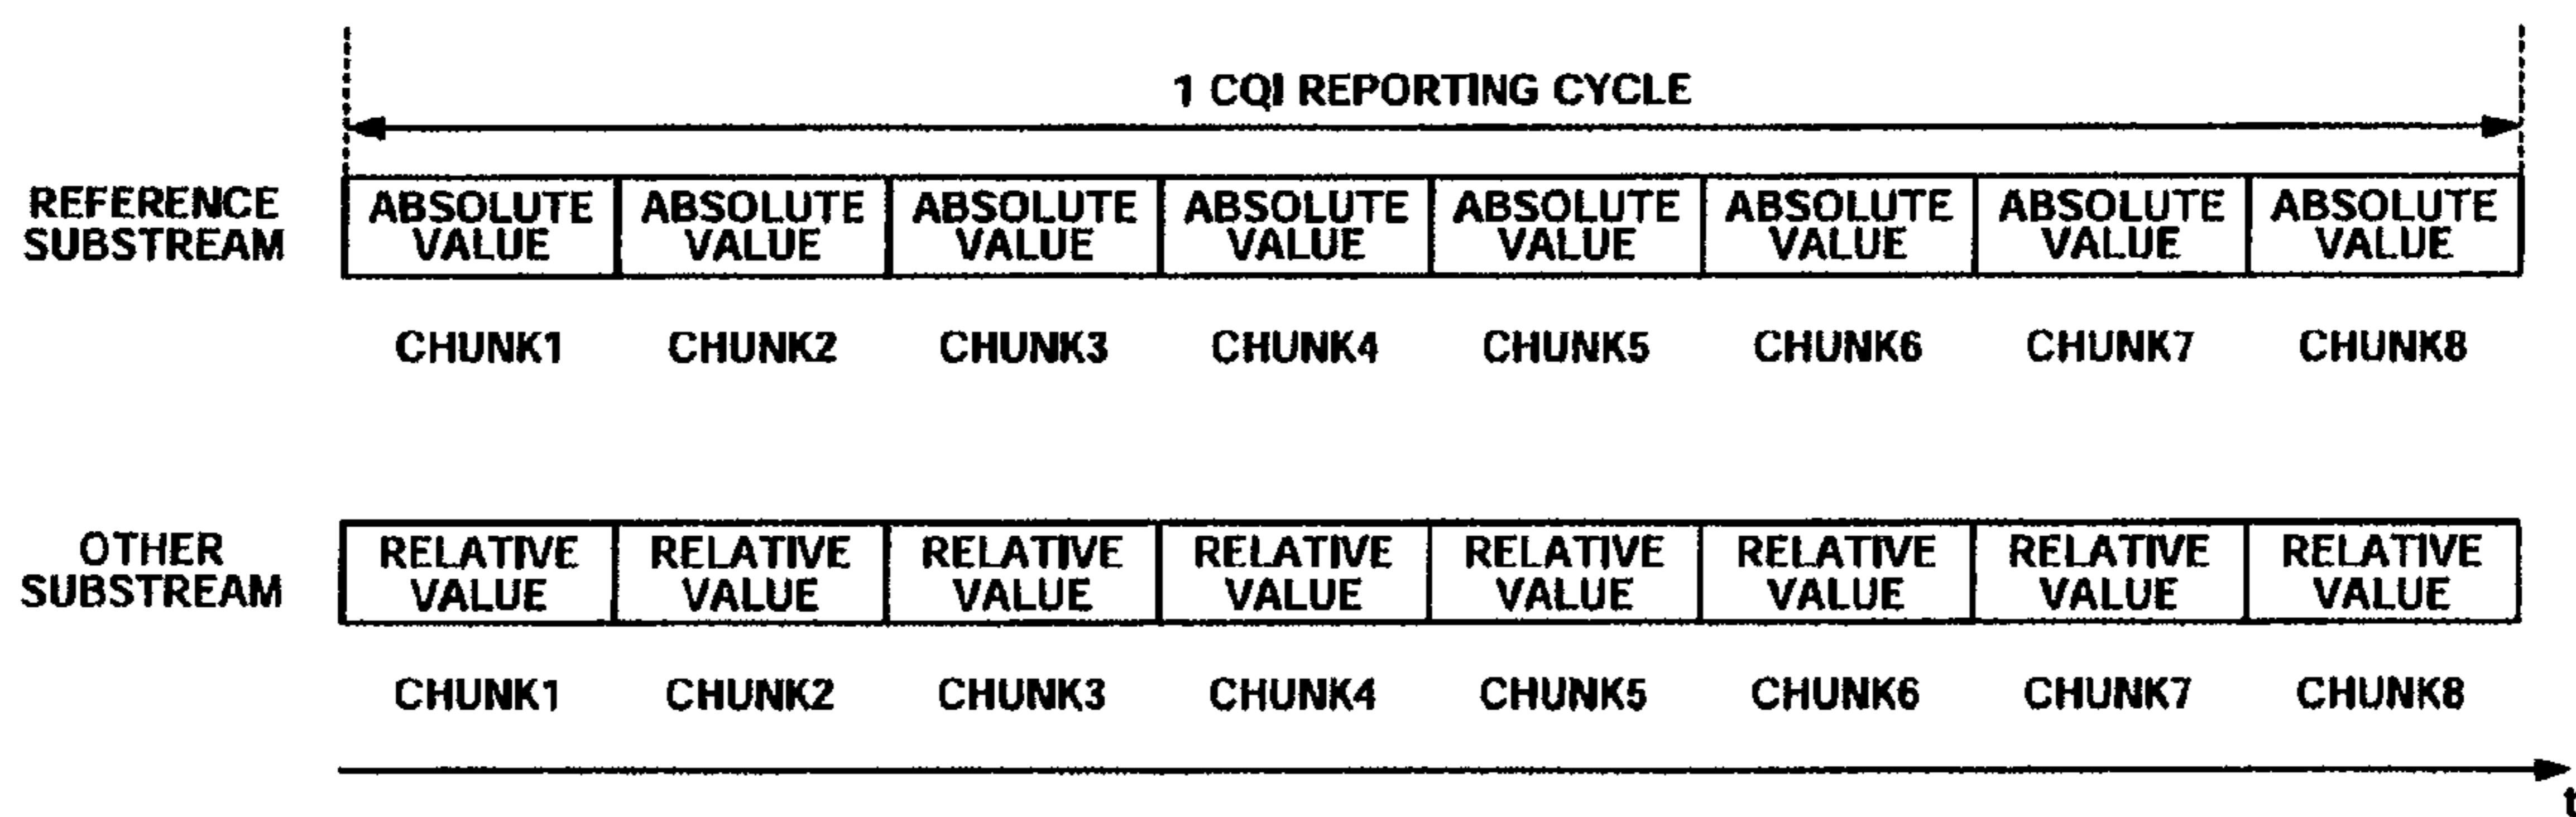 1 CQI REPORTING CYCLE
REFERENCE
SUBSTREAM
ABSOLUTE ABSOLUTE ABSOLUTE ABSOLUTE ABSOLUTE ABSOLUTE ABSOLUTE ABSOLUTE
VALUE VALUE VALUE VALUE VALUE VALUE VALUE VALUE
CHUNK1 CHUNK2 CHUNK3 CHUNK4 CHUNK5 CHUNK6 CHUNK7 CHUNK8
OTHER
SUBSTREAM
RELATIVE RELATIVE RELATIVE RELATIVE RELATIVE RELATIVE RELATIVE RELATIVE
VALUE VALUE VALUE VALUE VALUE VALUE VALUE VALUE
CHUNK1 CHUNK2 CHUNK3 CHUNK4 CHUNK5 CHUNK6 CHUNK7 CHUNK8
t